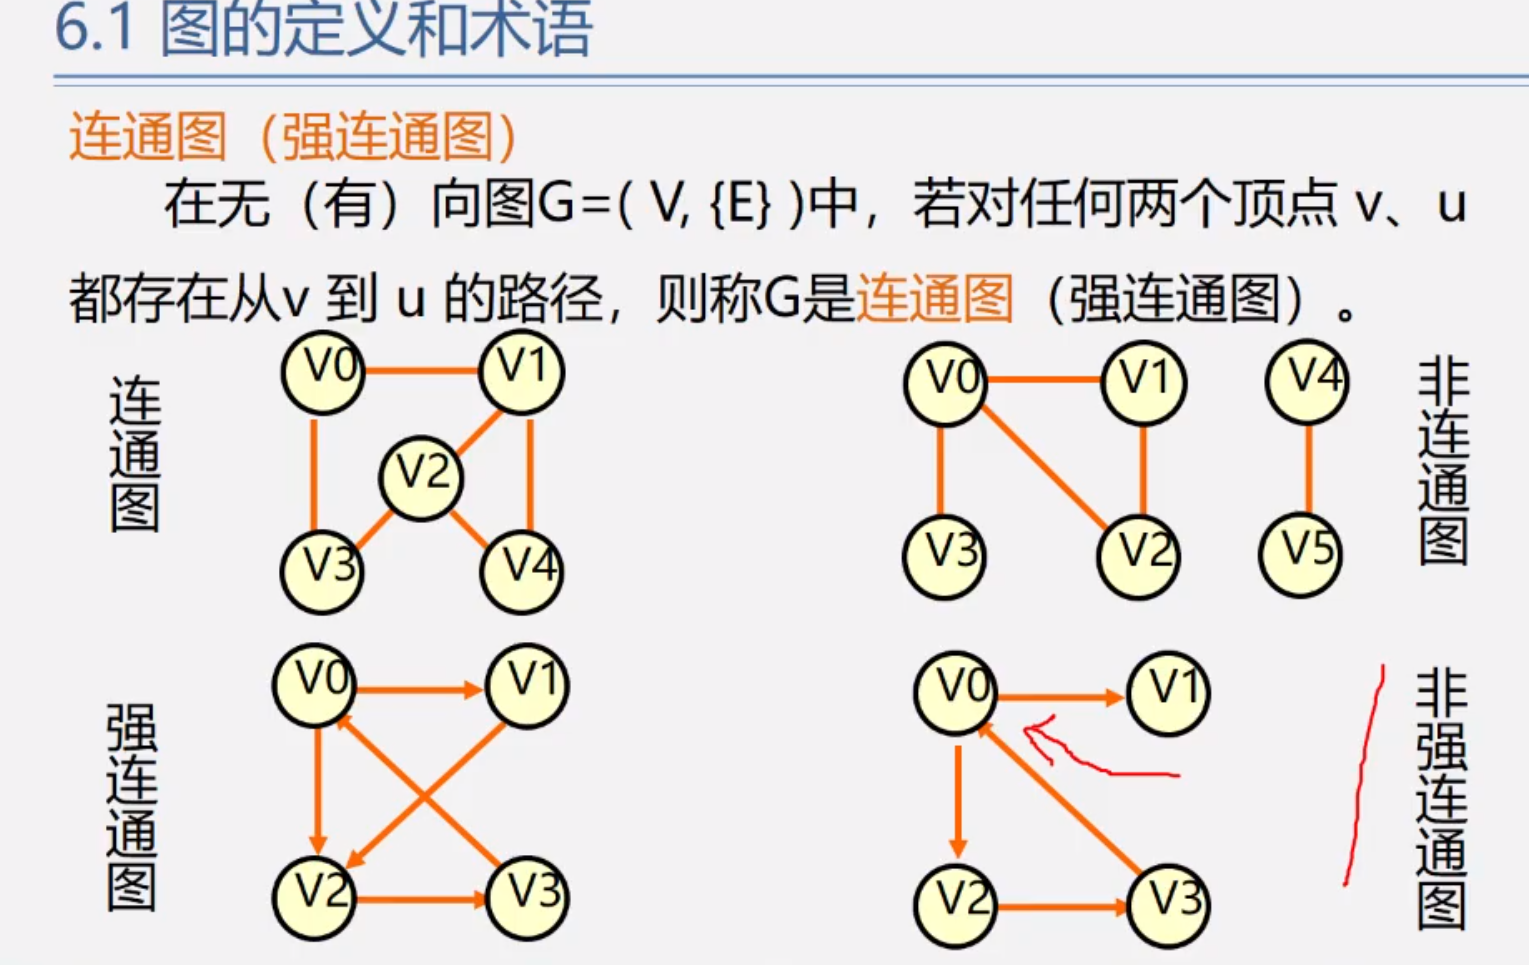 6.1 图的定义和术语
连通图（强连通图）
在无（有）向图G=( V, {E} )中，若对任何两个顶点 v、u
都存在从v 到 u 的路径，则称G是连通图（强连通图）。
连通图
V0 V1
V2
V3 V4
V0 V1 V4
V3 V2 V5
非连通图
强连通图
V0 V1
V2 V3
V0 V1
V2 V3
非强连通图